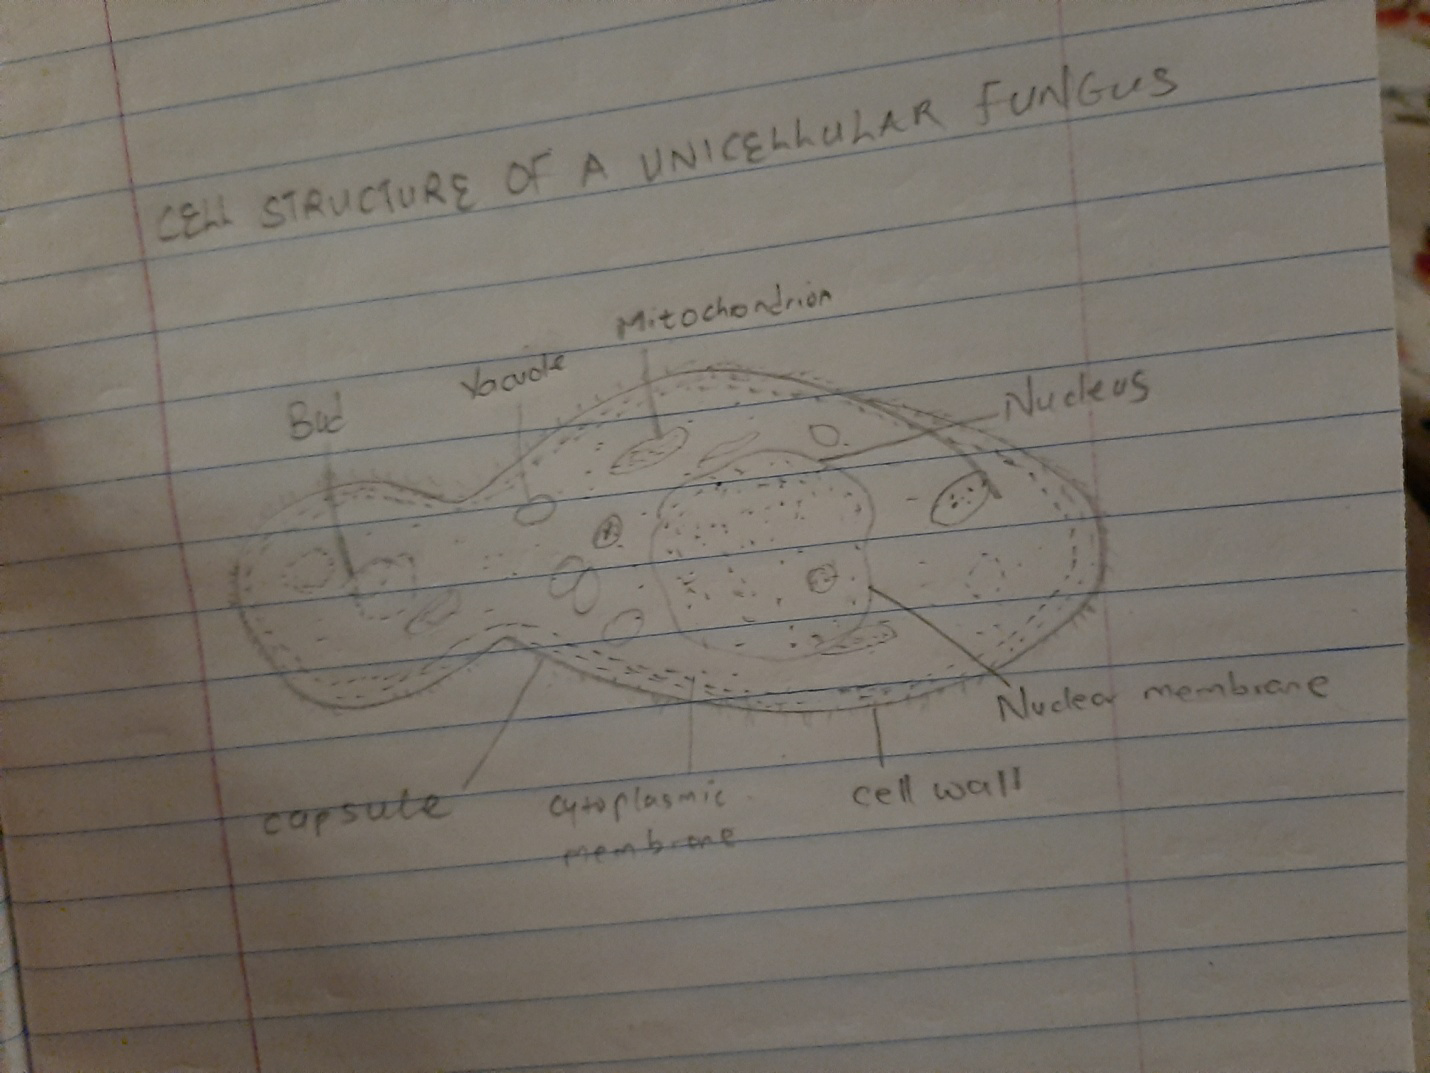 CELL STRUCTURE OF A UNICELLULAR FUNGUS
Mitochondrion
Vacuole
Bud
Nucleus
Nuclear membrane
capsule
cytoplasmic
membrane
cell wall